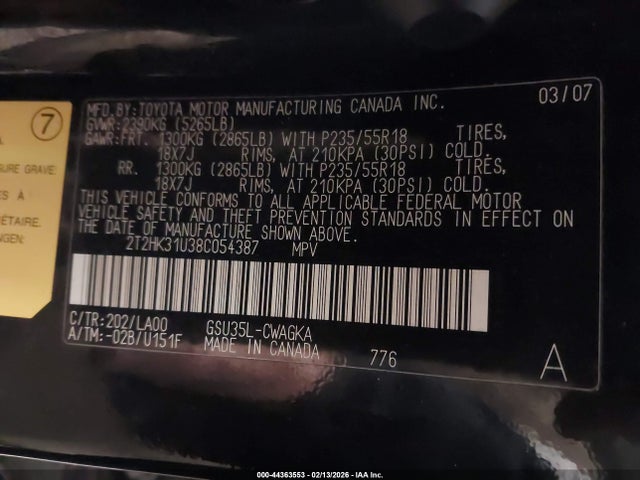 7
MFD. BY: TOYOTA MOTOR MANUFACTURING CANADA INC. 03/07
GVWR: 2390KG (5265LB)
GAWR: FRT. 1300KG (2865LB) WITH P235/55R18 TIRES,
18X7J RIMS, AT 210KPA (30PSI) COLD.
RR. 1300KG (2865LB) WITH P235/55R18 TIRES,
18X7J RIMS, AT 210KPA (30PSI) COLD.
THIS VEHICLE CONFORMS TO ALL APPLICABLE FEDERAL MOTOR
VEHICLE SAFETY AND THEFT PREVENTION STANDARDS IN EFFECT ON
THE DATE OF MANUFACTURE SHOWN ABOVE.
2T2HK31U38C054387 MPV
C/TR: 202/LA00 GSU35L-CWAGKA
A/TM: -02B/U151F MADE IN CANADA 776 A
GRAVE
ÉTAIRE.
NGEN:
000-44363553 - 02/13/2026 - IAA Inc.